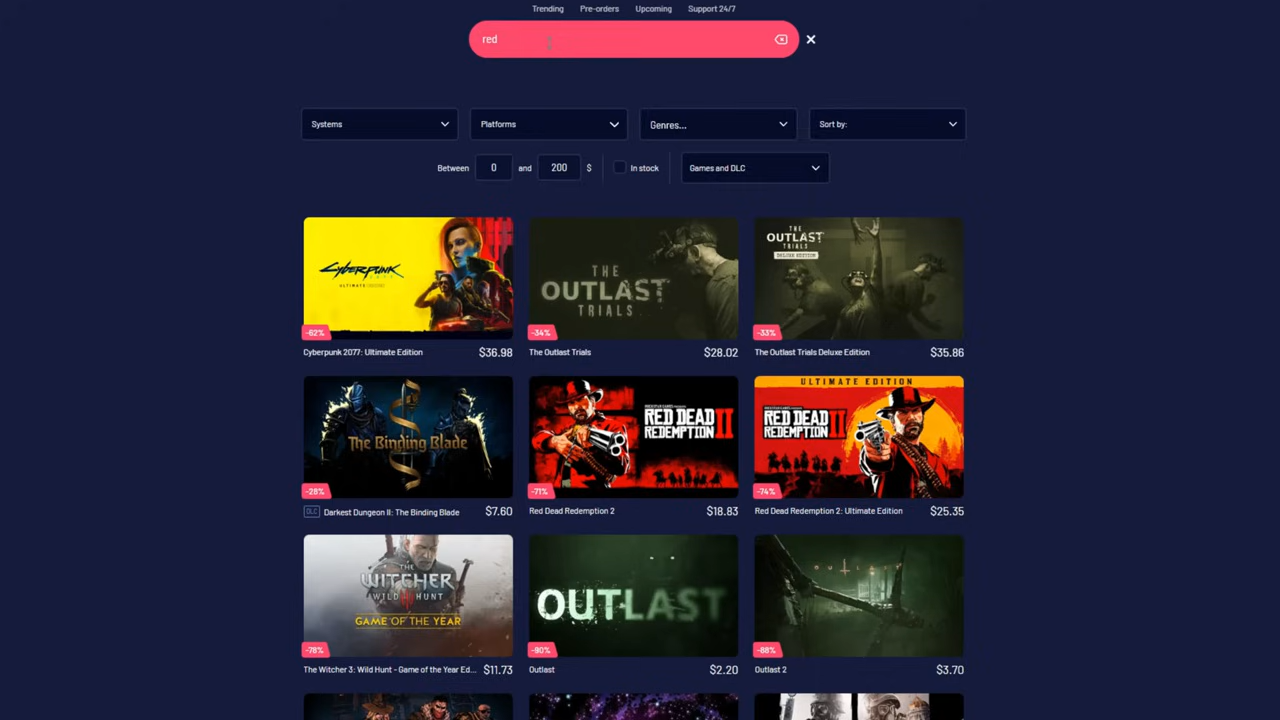 Trending Pre-orders Upcoming Support 24/7
red
Systems Platforms Genres... Sort by:
Between 0 and 200 $ In stock Games and DLC
Cyberpunk
ULTIMATE EDITION
THE
OUTLAST
TRIALS
THE
OUTLAST
TRIALS
DELUXE EDITION
-62% -34% -33%
Cyberpunk 2077: Ultimate Edition $36.98 The Outlast Trials $28.02 The Outlast Trials Deluxe Edition $35.86
The Binding Blade
RED DEAD
REDEMPTION II
ULTIMATE EDITION
RED DEAD
REDEMPTION II
-28% -71% -74%
DLC Darkest Dungeon II: The Binding Blade $7.60 Red Dead Redemption 2 $18.83 Red Dead Redemption 2: Ultimate Edition $25.35
THE
WITCHER
WILD HUNT
GAME OF THE YEAR
OUTLAST
OUTLAST
-78% -90% -88%
The Witcher 3: Wild Hunt - Game of the Year Ed... $11.73 Outlast $2.20 Outlast 2 $3.70